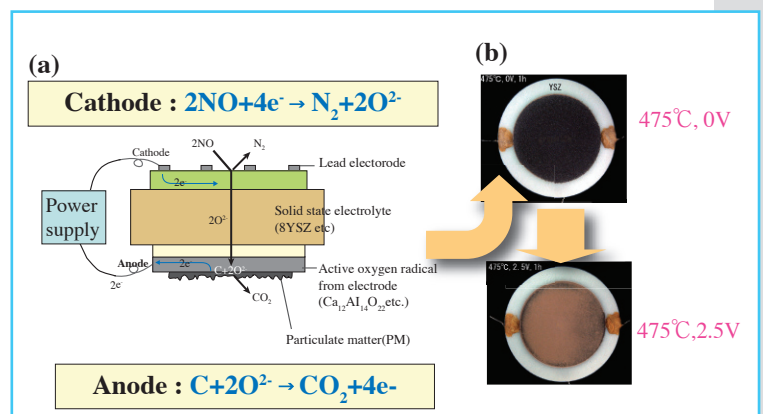 (a)
Cathode : 2NO+4e⁻→N₂+2O²⁻
2NO
N₂
Cathode
Lead electorode
2e⁻
Power
supply
2O²⁻
Solid state electrolyte
(8YSZ etc)
Anode
2e⁻
2e⁻
C+2O²⁻
Active oxygen radical
from electrode
(Ca₁₂AI₁₄O₂₂etc.)
CO₂
Particulate matter(PM)
Anode : C+2O²⁻→CO₂+4e-
(b)
475℃, 0V, 1h
YSZ
475℃, 0V
475℃, 2.5V, 1h
475℃,2.5V